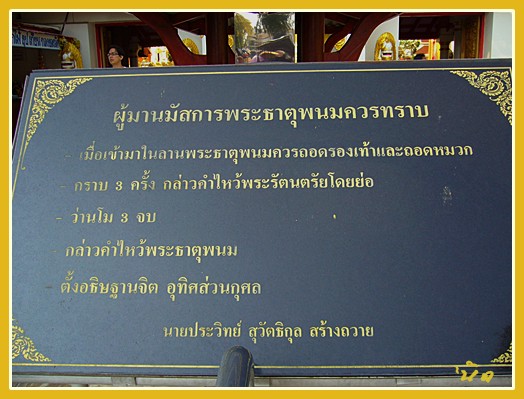 ผู้มานมัสการพระธาตุพนมควรทราบ
- เมื่อเข้ามาในลานพระธาตุพนมควรถอดรองเท้าและถอดหมวก
- กราบ 3 ครั้ง กล่าวคำไหว้พระรัตนตรัยโดยย่อ
- ว่านโม 3 จบ
- กล่าวคำไหว้พระธาตุพนม
ตั้งอธิษฐานจิต อุทิศส่วนกุศล
นายประวิทย์ สุวัตธิกุล สร้างถวาย